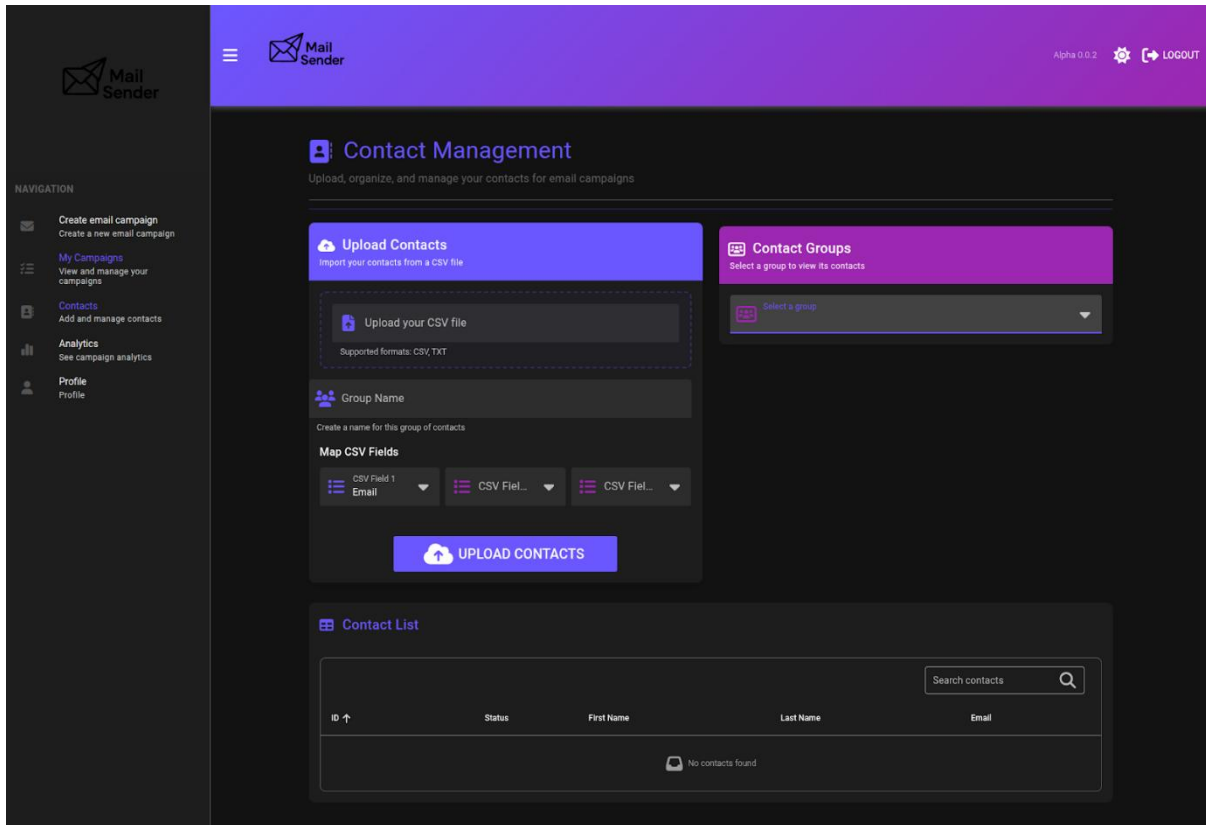 Mail
Sender
NAVIGATION
Create email campaign
Create a new email campaign
My Campaigns
View and manage your
campaigns
Contacts
Add and manage contacts
Analytics
See campaign analytics
Profile
Profile
Mail
Sender
Alpha 0.0.2
LOGOUT
Contact Management
Upload, organize, and manage your contacts for email campaigns
Upload Contacts
Import your contacts from a CSV file
Upload your CSV file
Supported formats: CSV, TXT
Group Name
Create a name for this group of contacts
Map CSV Fields
CSV Field 1
Email
CSV Fiel...
CSV Fiel...
UPLOAD CONTACTS
Contact Groups
Select a group to view its contacts
Select a group
Contact List
Search contacts
ID Status First Name Last Name Email
No contacts found